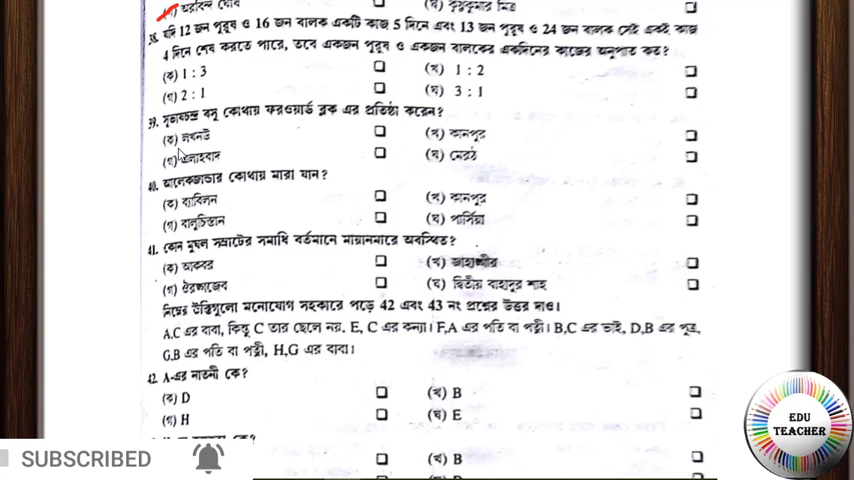 (গ) অরবিন্দ ঘোষ
(ঘ) কৃষ্ণকুমার মিত্র
38. যদি 12 জন পুরুষ ও 16 জন বালক একটি কাজ 5 দিনে এবং 13 জন পুরুষ ও 24 জন বালক সেই একই কাজ
4 দিনে শেষ করতে পারে, তবে একজন পুরুষ ও একজন বালকের একদিনের কাজের অনুপাত কত?
(ক) 1 : 3
(খ) 1 : 2
(গ) 2 : 1
(ঘ) 3 : 1
39. সুভাষচন্দ্র বসু কোথায় ফরওয়ার্ড ব্লক এর প্রতিষ্ঠা করেন?
(ক) লখনউ
(খ) কানপুর
(গ) এলাহবাদ
(ঘ) মেরঠ
40. আলেকজান্ডার কোথায় মারা যান?
(ক) ব্যাবিলন
(খ) কানপুর
(গ) বালুচিস্তান
(ঘ) পার্সিয়া
41. কোন মুঘল সম্রাটের সমাধি বর্তমানে মায়ানমারে অবস্থিত?
(ক) আকবর
(খ) জাহাঙ্গীর
(গ) ঔরঙ্গজেব
(ঘ) দ্বিতীয় বাহাদুর শাহ
নিম্নের উক্তিগুলো মনোযোগ সহকারে পড়ে 42 এবং 43 নং প্রশ্নের উত্তর দাও।
A,C এর বাবা, কিন্তু C তার ছেলে নয়. E, C এর কন্যা। F,A এর পতি বা পত্নী। B,C এর ভাই, D,B এর পুত্র,
G,B এর পতি বা পত্নী, H,G এর বাবা।
42. A-এর নাতনী কে?
(ক) D
(খ) B
(গ) H
(ঘ) E
কে?
(খ) B
EDU
TEACHER
SUBSCRIBED